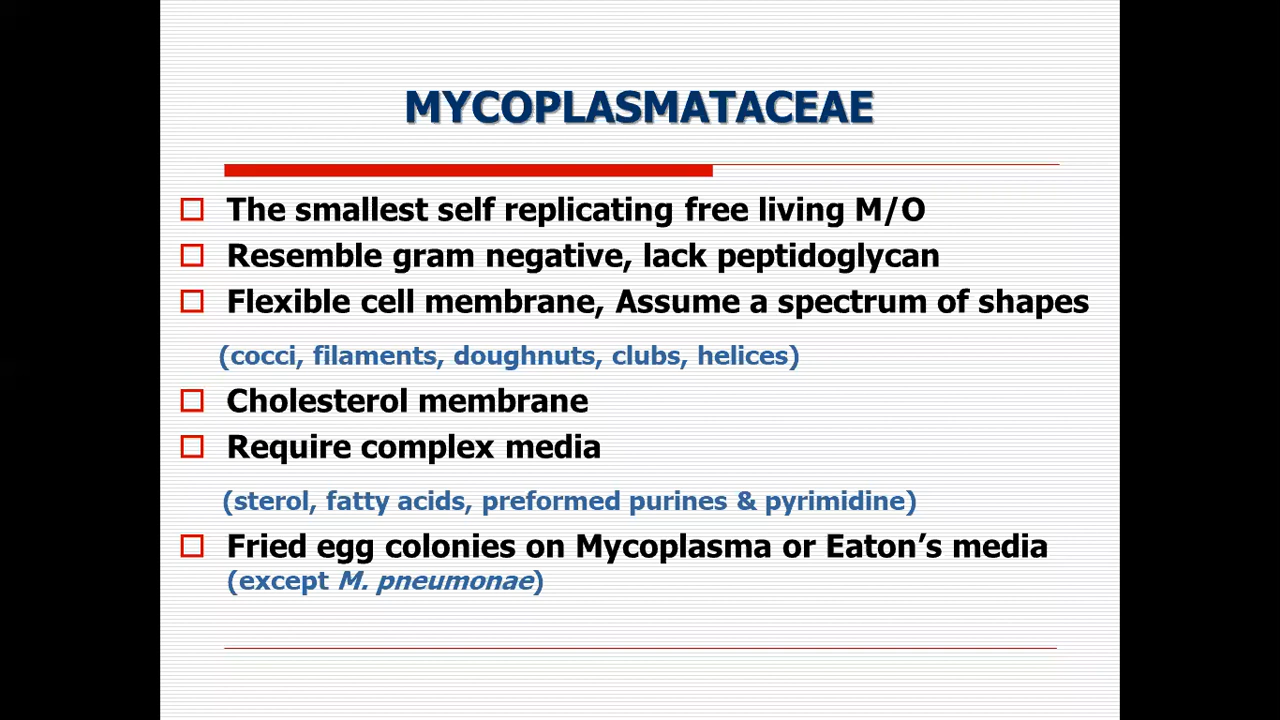 MYCOPLASMATACEAE
The smallest self replicating free living M/O
Resemble gram negative, lack peptidoglycan
Flexible cell membrane, Assume a spectrum of shapes
(cocci, filaments, doughnuts, clubs, helices)
Cholesterol membrane
Require complex media
(sterol, fatty acids, preformed purines & pyrimidine)
Fried egg colonies on Mycoplasma or Eaton’s media
(except M. pneumonae)